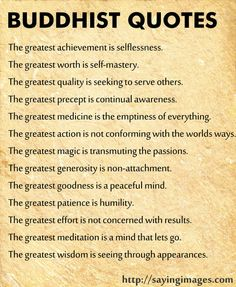 BUDDHIST QUOTES
The greatest achievement is selflessness.
The greatest worth is self-mastery.
The greatest quality is seeking to serve others.
The greatest precept is continual awareness.
The greatest medicine is the emptiness of everything.
The greatest action is not conforming with the worlds ways.
The greatest magic is transmuting the passions.
The greatest generosity is non-attachment.
The greatest goodness is a peaceful mind.
The greatest patience is humility.
The greatest effort is not concerned with results.
The greatest meditation is a mind that lets go.
The greatest wisdom is seeing through appearances.
http://sayingimages.com